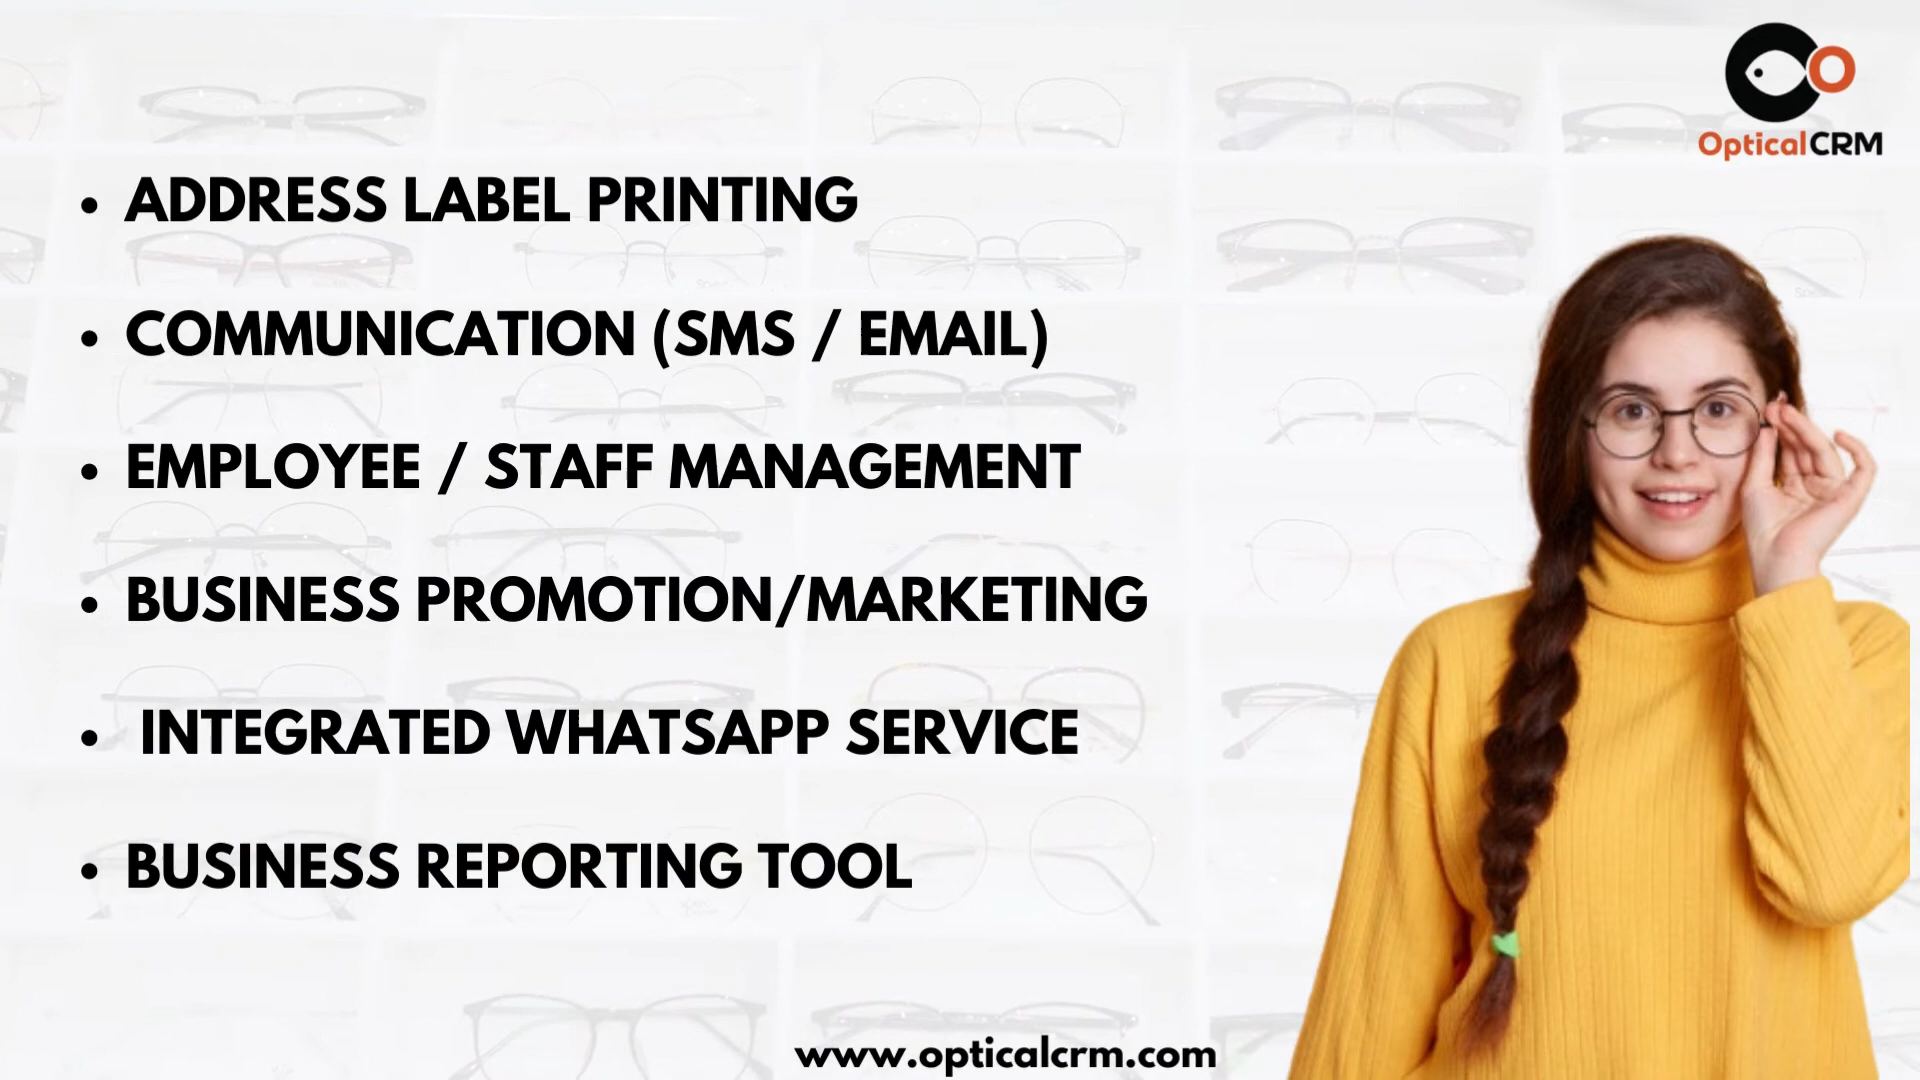 OpticalCRM
• ADDRESS LABEL PRINTING
• COMMUNICATION (SMS / EMAIL)
• EMPLOYEE / STAFF MANAGEMENT
• BUSINESS PROMOTION/MARKETING
• INTEGRATED WHATSAPP SERVICE
• BUSINESS REPORTING TOOL
www.opticalcrm.com